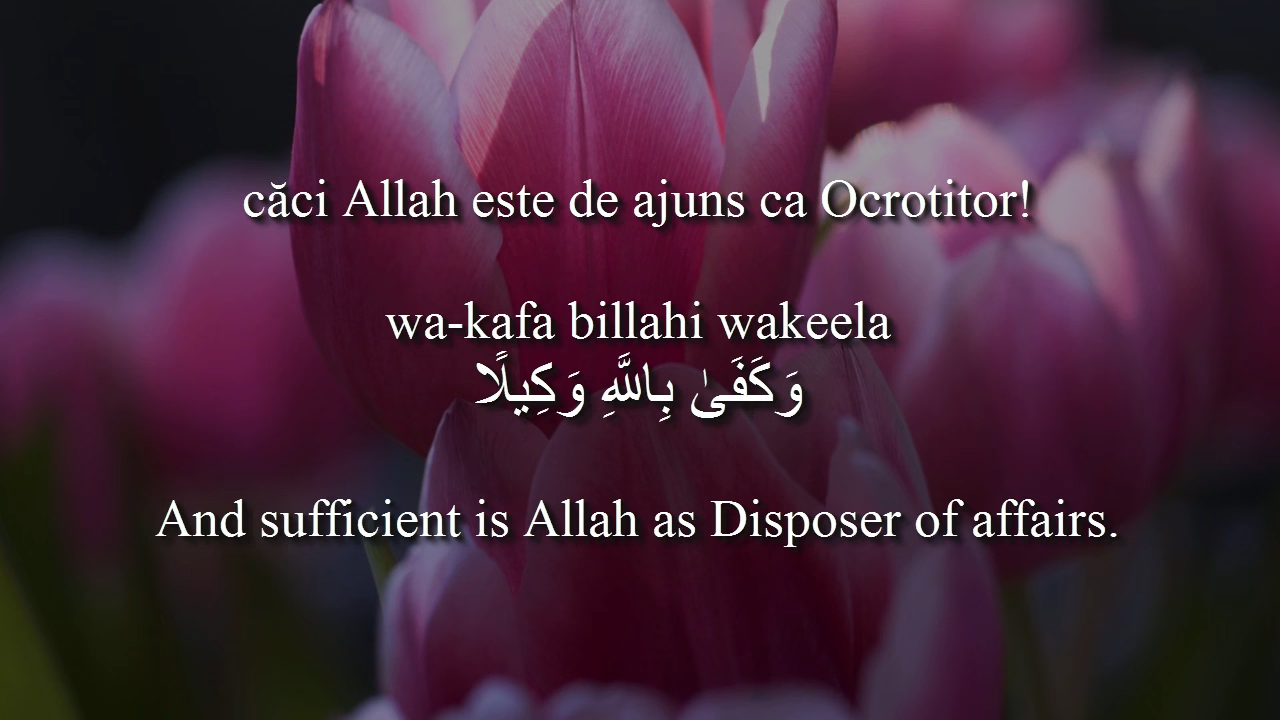 căci Allah este de ajuns ca Ocrotitor!
wa-kafa billahi wakeela
وَكَفَىٰ بِاللَّهِ وَكِيلًا
And sufficient is Allah as Disposer of affairs.